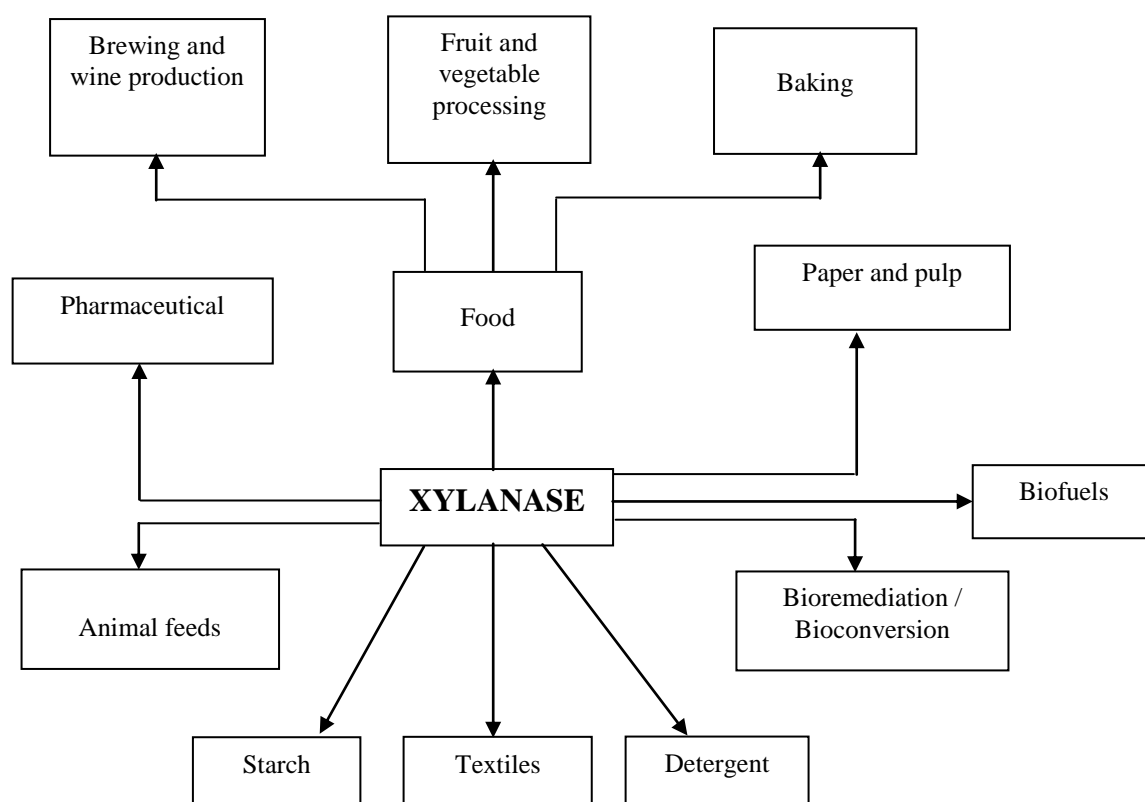 Brewing and
wine production
Fruit and
vegetable
processing
Baking
Pharmaceutical
Food
Paper and pulp
XYLANASE
Biofuels
Animal feeds
Bioremediation /
Bioconversion
Starch
Textiles
Detergent